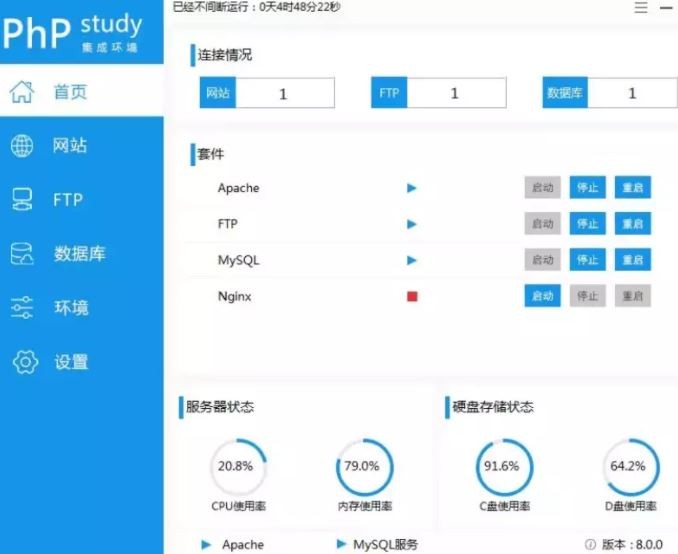 PhP study
集成环境
已经不间断运行：0天4时48分22秒
首页
网站
FTP
数据库
环境
设置
连接情况
网站 1 FTP 1 数据库 1
套件
Apache 启动 停止 重启
FTP 启动 停止 重启
MySQL 启动 停止 重启
Nginx 启动 停止 重启
服务器状态
20.8% 79.0%
CPU使用率 内存使用率
硬盘存储状态
91.6% 64.2%
C盘使用率 D盘使用率
Apache MySQL服务 版本：8.0.0